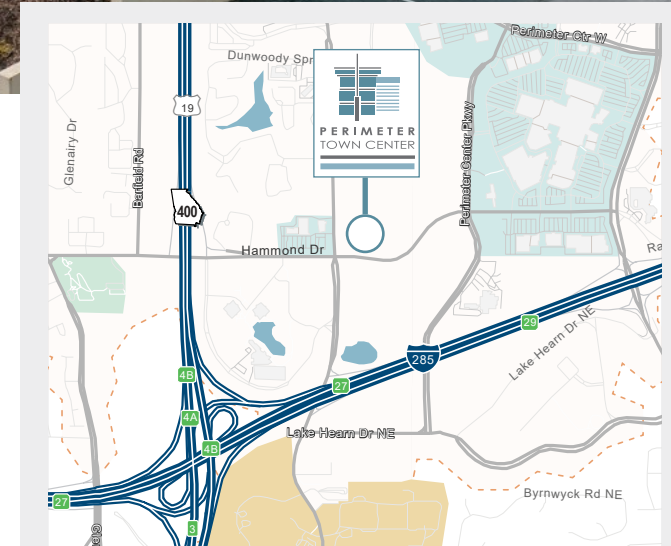 Perimeter Ctr W
Dunwoody Spr
19
PERIMETER
TOWN CENTER
Glenairy Dr
Barfield Rd
Perimeter Center Pkwy
400
Hammond Dr
Ra
29
285
Lake Hearn Dr NE
4B
27
4A
Lake Hearn Dr NE
4B
27
Byrnwyck Rd NE
3